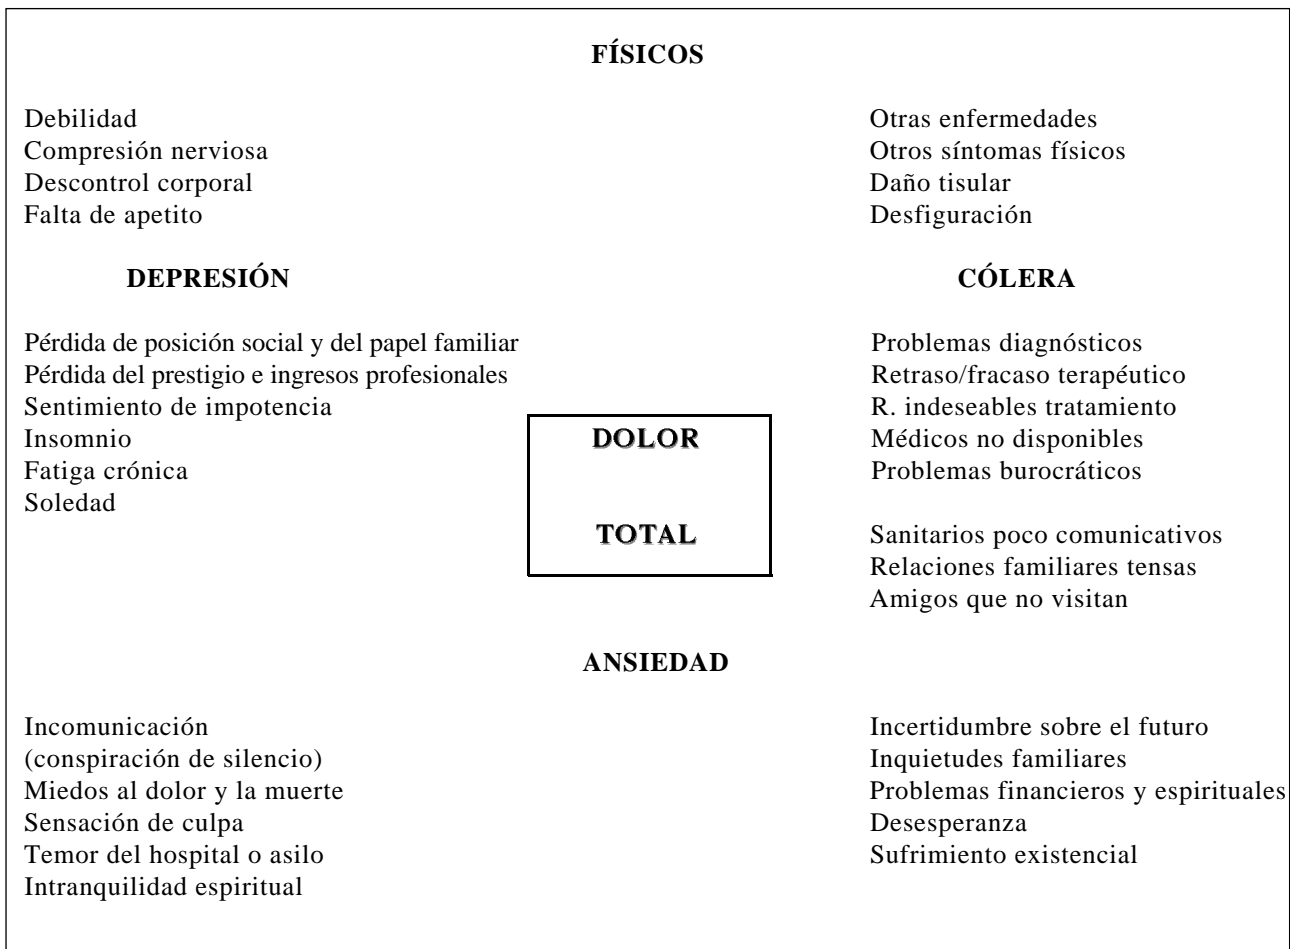 FÍSICOS
Debilidad
Compresión nerviosa
Descontrol corporal
Falta de apetito
Otras enfermedades
Otros síntomas físicos
Daño tisular
Desfiguración
DEPRESIÓN
Pérdida de posición social y del papel familiar
Pérdida del prestigio e ingresos profesionales
Sentimiento de impotencia
Insomnio
Fatiga crónica
Soledad
DOLOR
TOTAL
CÓLERA
Problemas diagnósticos
Retraso/fracaso terapéutico
R. indeseables tratamiento
Médicos no disponibles
Problemas burocráticos
Sanitarios poco comunicativos
Relaciones familiares tensas
Amigos que no visitan
ANSIEDAD
Incomunicación
(conspiración de silencio)
Miedos al dolor y la muerte
Sensación de culpa
Temor del hospital o asilo
Intranquilidad espiritual
Incertidumbre sobre el futuro
Inquietudes familiares
Problemas financieros y espirituales
Desesperanza
Sufrimiento existencial